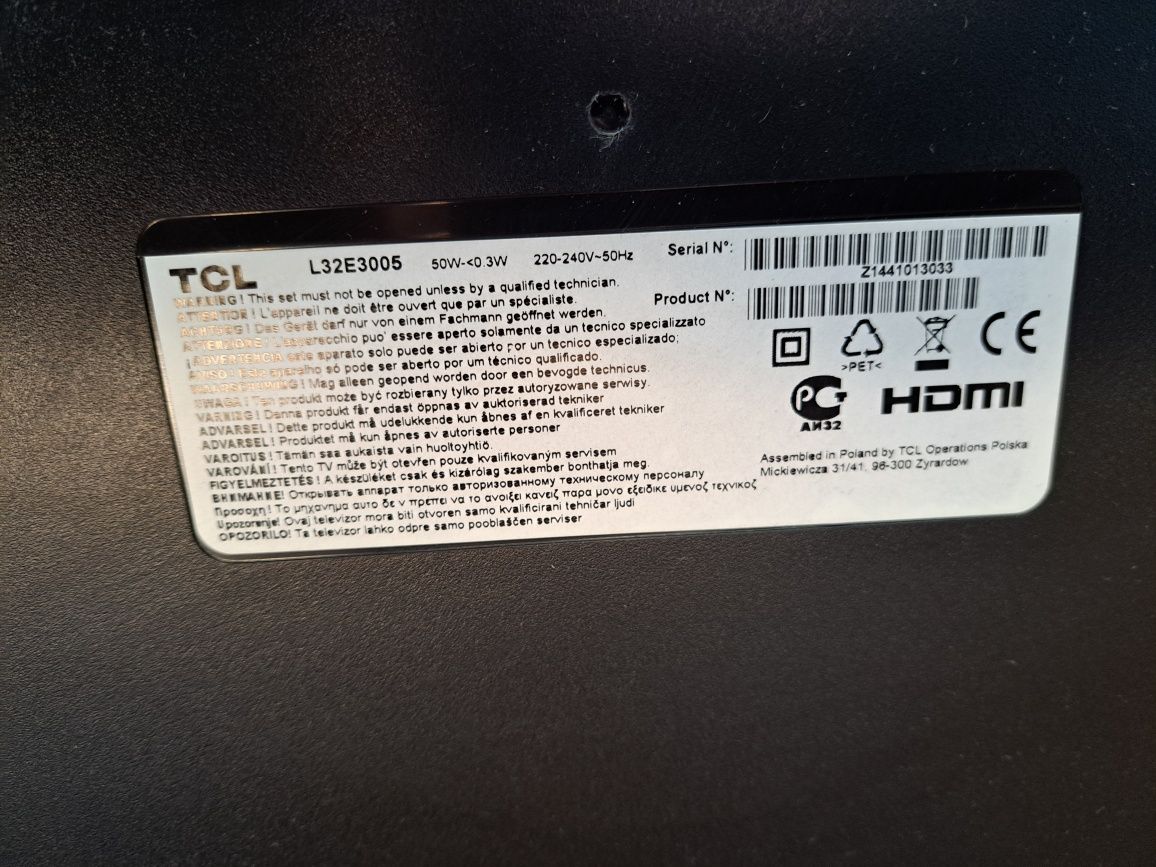 TCL L32E3005 50W-<0.3W 220-240V~50Hz
WARNING! This set must not be opened unless by a qualified technician.
ATTENTION! L'appareil ne doit être ouvert que par un spécialiste.
ACHTUNG! Das Gerät darf nur von einem Fachmann geöffnet werden.
ATTENZIONE! L'apparecchio puo' essere aperto solamente da un tecnico specializzato
¡ADVERTENCIA este aparato solo puede ser abierto por un tecnico especializado;
AVISO! Este aparelho só pode ser aberto por um técnico qualificado.
WAARSCHUWING! Mag alleen geopend worden door een bevogde technicus.
UWAGA! Ten produkt może być rozbierany tylko przez autoryzowane serwisy.
VARNING! Denna produkt får endast öppnas av auktoriserad tekniker
ADVARSEL! Dette produkt må udelukkende kun åbnes af en kvalificeret tekniker
ADVARSEL! Produktet må kun åpnes av autoriserte personer
VAROITUS! Tämän saa aukaista vain huoltoyhtiö.
VAROVÁNÍ! Tento TV může být otevřen pouze kvalifikovaným servisem
FIGYELMEZTETÉS! A készüléket csak és kizárólag szakember bonthatja meg.
ВНИМАНИЕ! Открывать аппарат только авторизованному техническому персоналу
Προσοχη! Το μηχανημα αυτο δε ν πρεπει να το ανοιξει κανείς παρα μονο εξειδικε υμενος τεχνικός
Upozorenje! Ovaj televizor mora biti otvoren samo kvalificirani tehničar ljudi
OPOZORILO! Ta televizor lahko odpre samo pooblaščen serviser
Serial N°:
Z1441013033
Product N°:
>PET<
CE
РС
АИ32
HDMI
Assembled in Poland by TCL Operations Polska
Mickiewicza 31/41, 96-300 Zyrardow